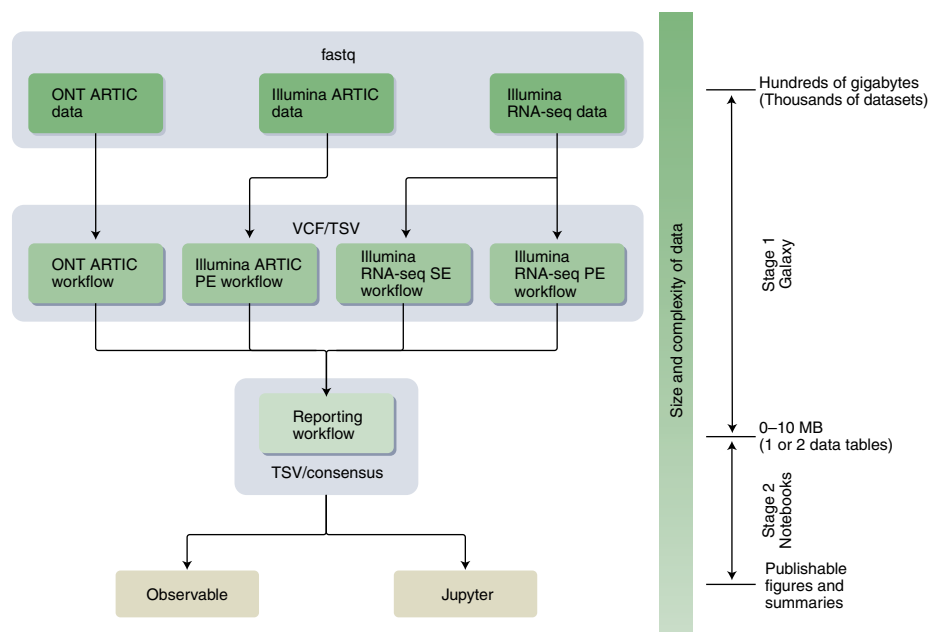 fastq
ONT ARTIC
data
Illumina ARTIC
data
Illumina
RNA-seq data
VCF/TSV
ONT ARTIC
workflow
Illumina ARTIC
PE workflow
Illumina
RNA-seq SE
workflow
Illumina
RNA-seq PE
workflow
Reporting
workflow
TSV/consensus
Observable
Jupyter
Size and complexity of data
Hundreds of gigabytes
(Thousands of datasets)
Stage 1
Galaxy
0–10 MB
(1 or 2 data tables)
Stage 2
Notebooks
Publishable
figures and
summaries